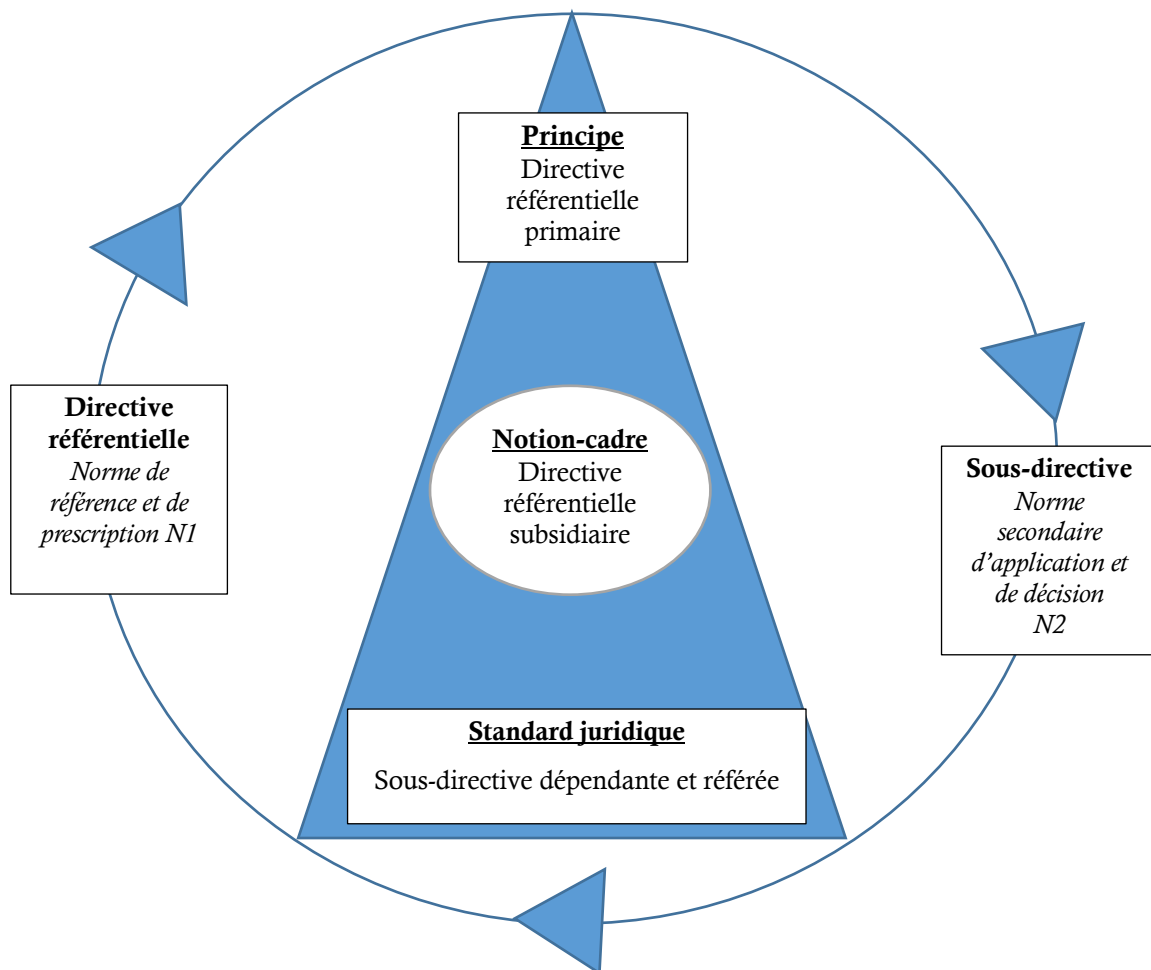 Principe
Directive
référentielle
primaire
Directive
référentielle
Norme de
référence et de
prescription N1
Notion-cadre
Directive
référentielle
subsidiaire
Sous-directive
Norme
secondaire
d’application et
de décision
N2
Standard juridique
Sous-directive dépendante et référée